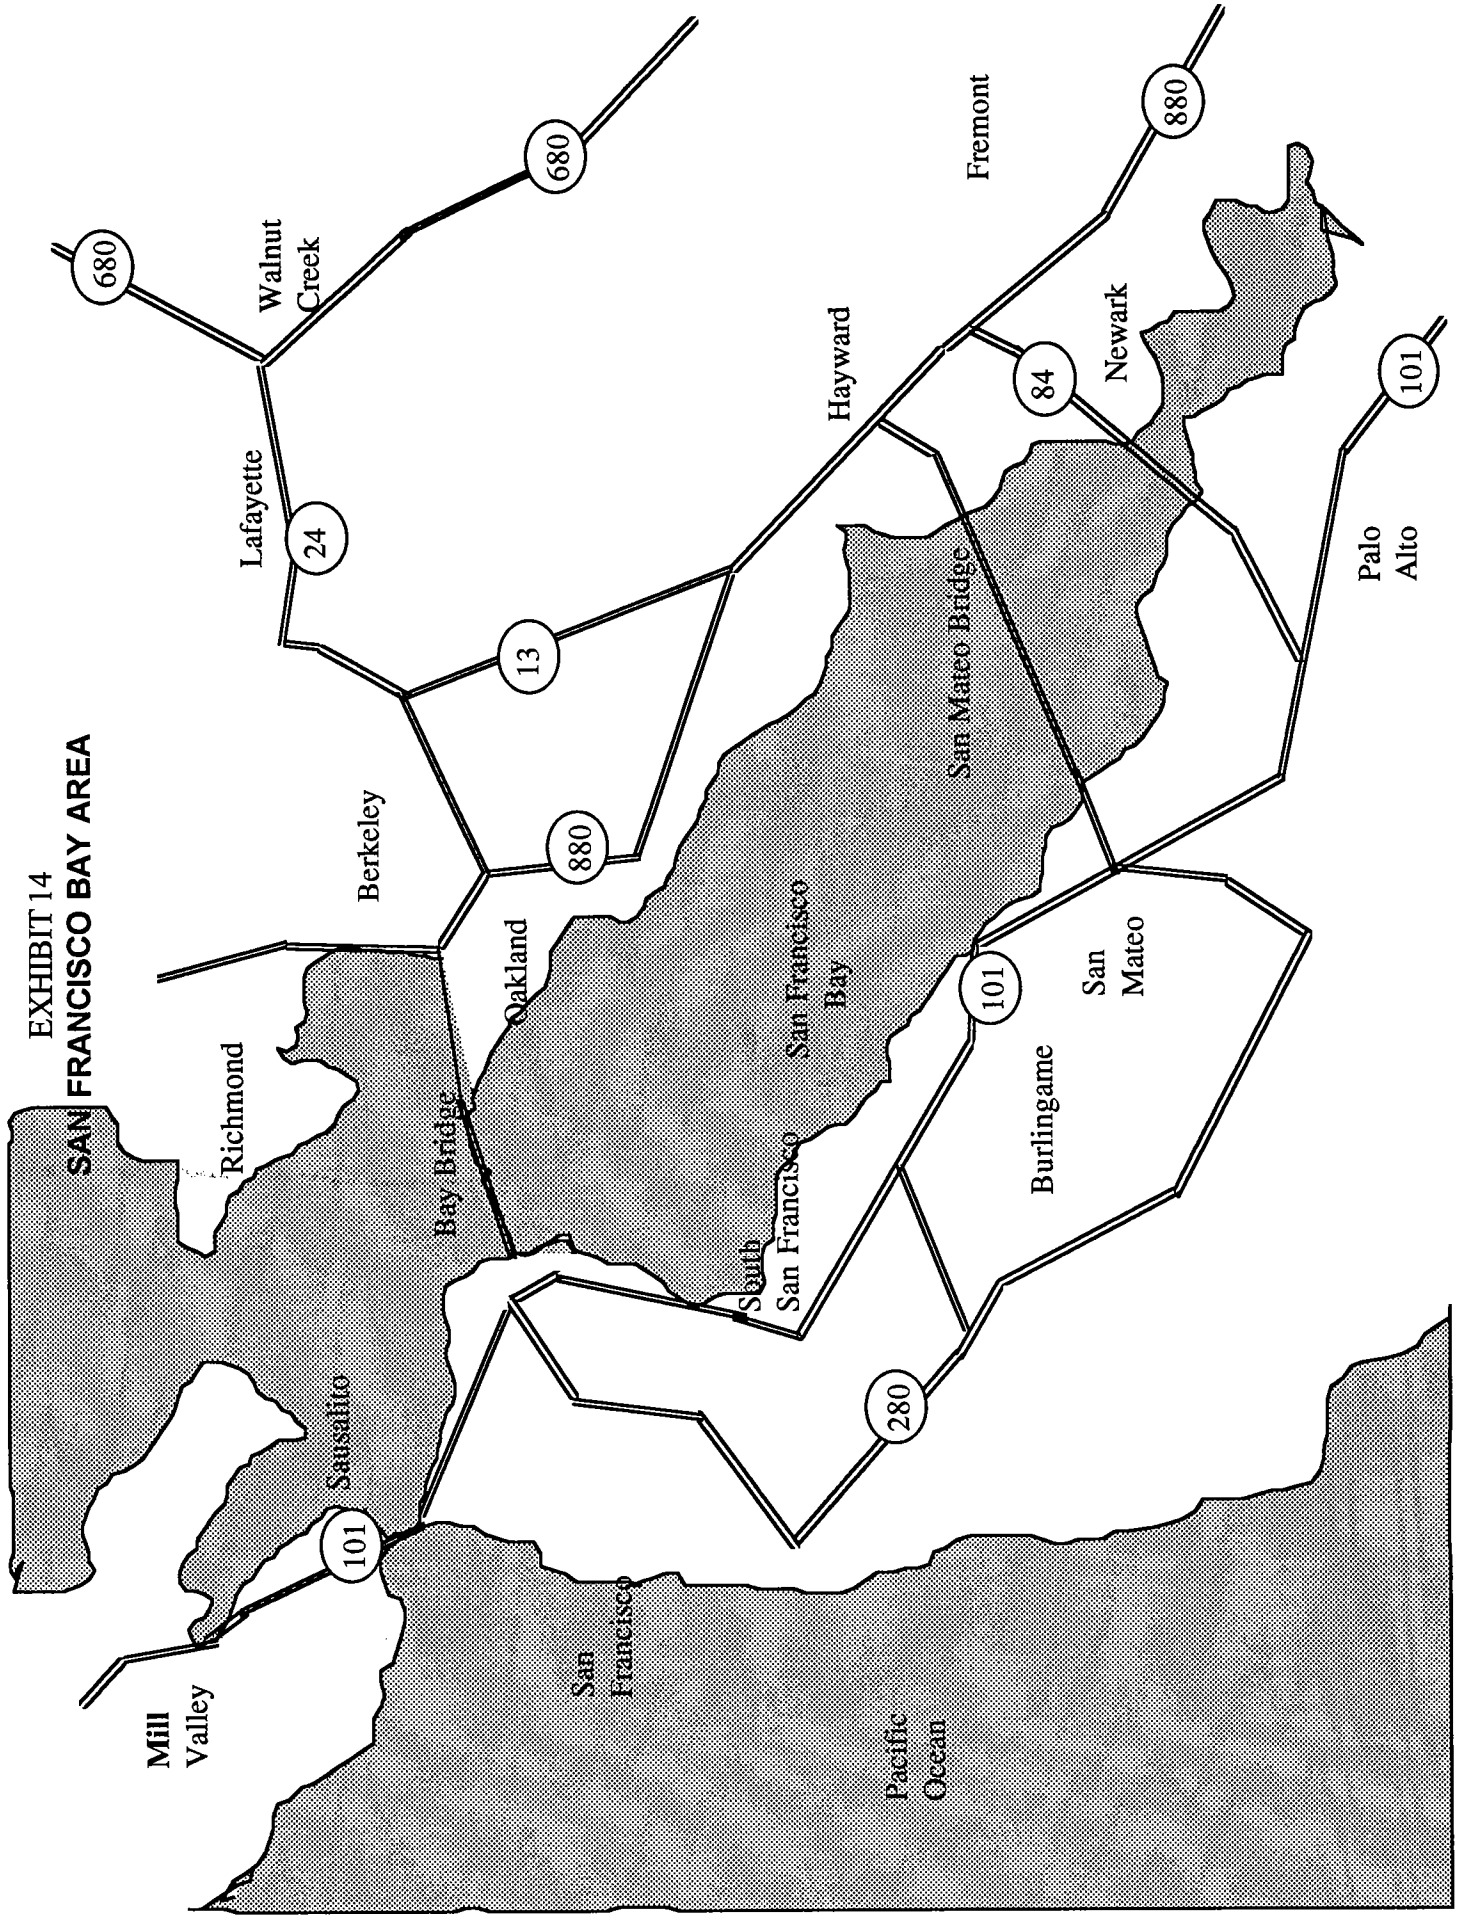 EXHIBIT 14
SAN FRANCISCO BAY AREA
Mill
Valley
101
Sausalito
Richmond
Berkeley
Lafayette
24
Walnut
Creek
680
680
Bay Bridge
Oakland
880
13
San
Francisco
South
San Francisco
San Francisco
Bay
Hayward
San Mateo Bridge
Fremont
Pacific
Ocean
280
101
Burlingame
San
Mateo
84
Newark
880
Palo
Alto
101